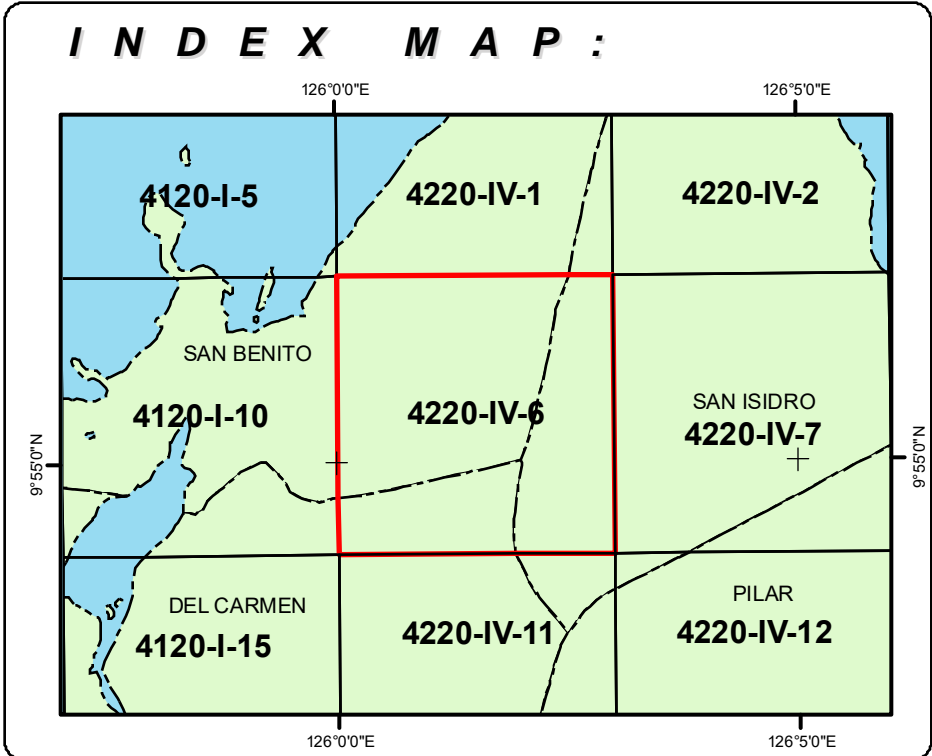 INDEX MAP:
126°0'0"E
126°5'0"E
4120-I-5
4220-IV-1
4220-IV-2
SAN BENITO
4120-I-10
4220-IV-6
SAN ISIDRO
4220-IV-7
9°55'0"N
9°55'0"N
DEL CARMEN
4120-I-15
4220-IV-11
PILAR
4220-IV-12
126°0'0"E
126°5'0"E